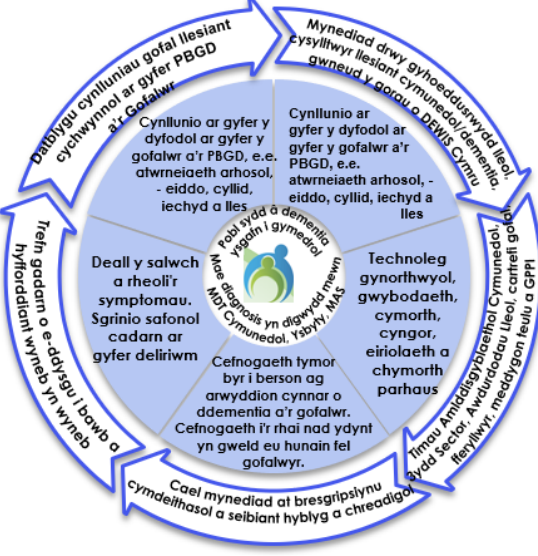 Datblygu cynlluniau gofal llesiant
cychwynnol ar gyfer PBGD
a'r Gofalwr
Mynediad drwy gyhoeddusrwydd lleol.
cysylltwyr llesiant cymunedol/dementia.
gwneud y gorau o DEWIS Cymru
Timau Amlddisgyblaethol Cymunedol,
3ydd Sector, Awdurdodau Lleol, cartrefi gofal,
fferyllwyr, meddygon teulu a GPPI
Cael mynediad at bresgripsiynu
cymdeithasol a seibiant hyblyg a chreadigol
Trefn gadarn o e-ddysgu i bawb a
hyfforddiant wyneb yn wyneb
Cynllunio ar gyfer y
dyfodol ar gyfer y
gofalwr a'r PBGD, e.e.
atwrneiaeth arhosol,
- eiddo, cyllid,
iechyd a lles
Cynllunio ar
gyfer y dyfodol ar
gyfer y gofalwr a'r
PBGD, e.e.
atwrneiaeth arhosol, -
eiddo, cyllid, iechyd a
lles
Technoleg
gynorthwyol,
gwybodaeth,
cymorth,
cyngor,
eiriolaeth a
chymorth
parhaus
Cefnogaeth tymor
byr i berson ag
arwyddion cynnar o
ddementia a'r gofalwr.
Cefnogaeth i'r rhai nad ydynt
yn gweld eu hunain fel
gofalwyr.
Deall y salwch
a rheoli'r
symptomau.
Sgrinio safonol
cadarn ar
gyfer deliriwm
Pobl sydd â dementia
ysgafn i gymedrol
Mae diagnosis yn digwydd mewn
MDT Cymunedol, Ysbyty, MAS